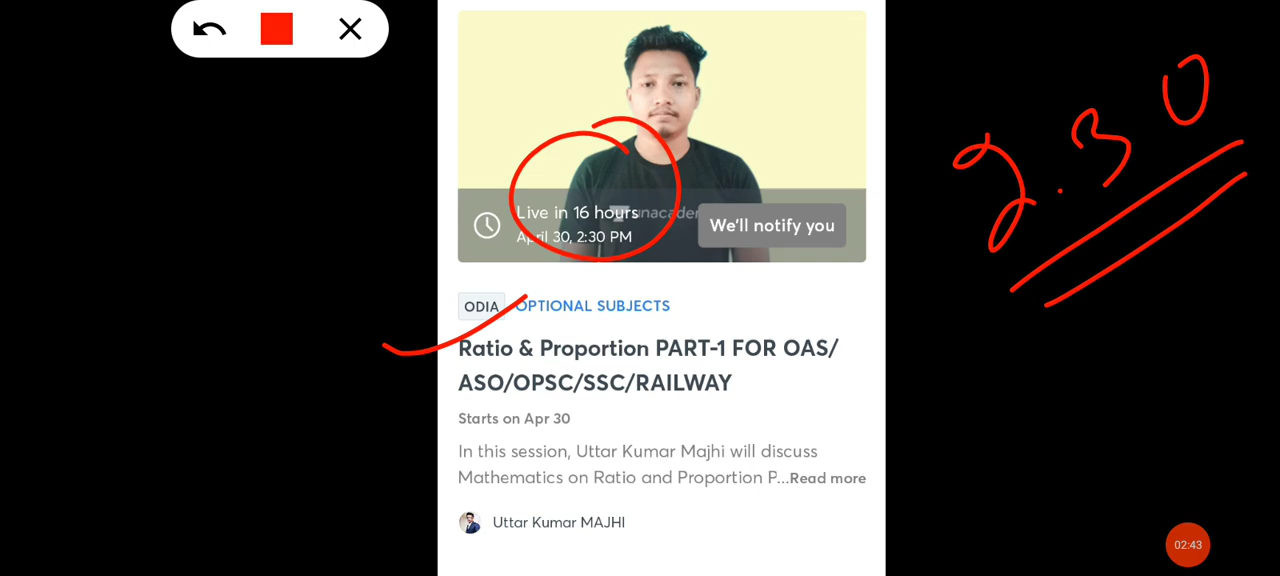 2.30
Live in 16 hours
unacade
April 30, 2:30 PM
We'll notify you
ODIA
OPTIONAL SUBJECTS
Ratio & Proportion PART-1 FOR OAS/
ASO/OPSC/SSC/RAILWAY
Starts on Apr 30
In this session, Uttar Kumar Majhi will discuss
Mathematics on Ratio and Proportion P...Read more
Uttar Kumar MAJHI
02:43